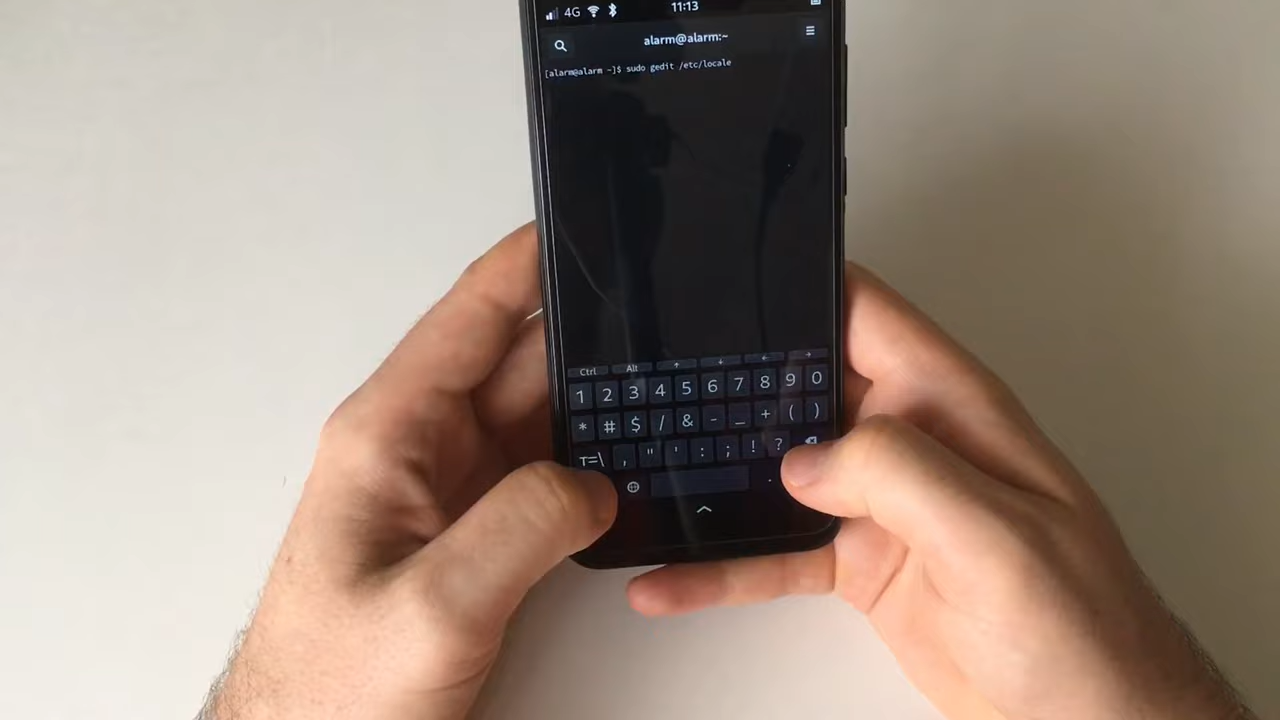 4G 11:13
alarm@alarm:~
[alarm@alarm ~]$ sudo gedit /etc/locale
Ctrl Alt ↑ ↓ ← →
1 2 3 4 5 6 7 8 9 0
* # $ / & - _ + ( )
T=\ , " ' : ; ! ?
.